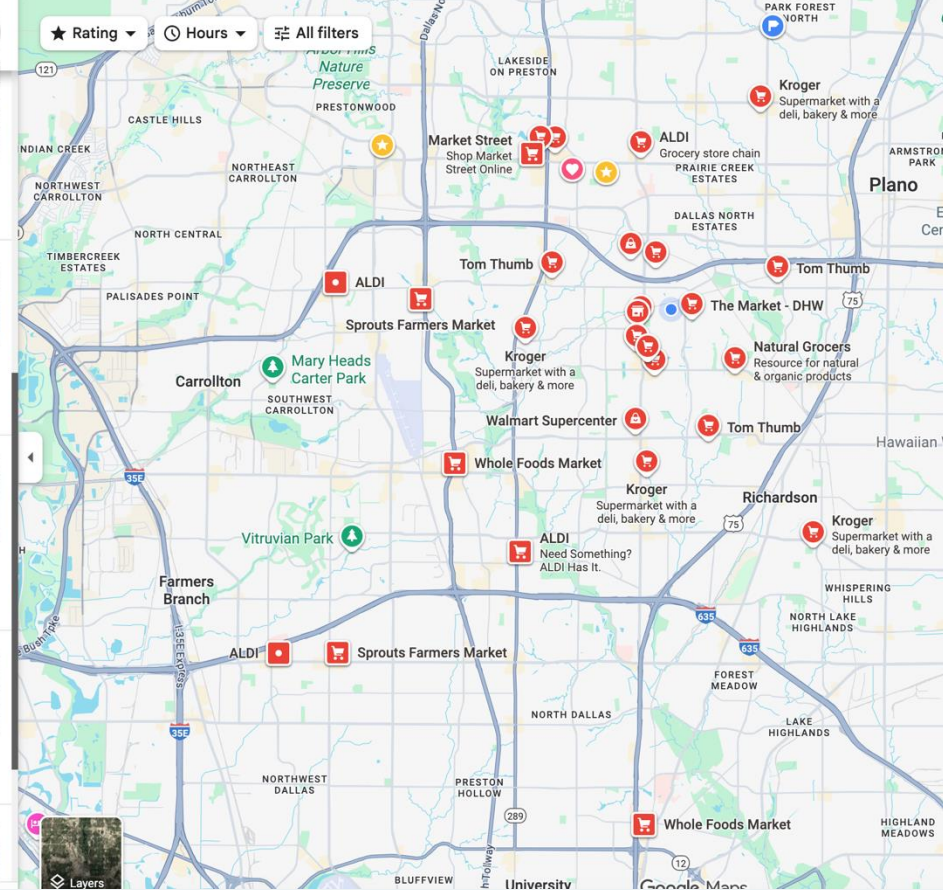 Rating
Hours
All filters
PARK FOREST
NORTH
121
Arbor Hills
Nature
Preserve
PRESTONWOOD
LAKESIDE
ON PRESTON
Kroger
Supermarket with a
deli, bakery & more
CASTLE HILLS
Market Street
Shop Market
Street Online
ALDI
Grocery store chain
PRAIRIE CREEK
ESTATES
NDIAN CREEK
NORTHEAST
CARROLLTON
ARMSTRO
PARK
NORTHWEST
CARROLLTON
Plano
DALLAS NORTH
ESTATES
E
Cer
NORTH CENTRAL
TIMBERCREEK
ESTATES
Tom Thumb
Tom Thumb
ALDI
PALISADES POINT
75
Sprouts Farmers Market
The Market - DHW
Kroger
Supermarket with a
deli, bakery & more
Natural Grocers
Resource for natural
& organic products
Mary Heads
Carter Park
Carrollton
SOUTHWEST
CARROLLTON
Walmart Supercenter
Tom Thumb
Hawaiian
35E
Whole Foods Market
Kroger
Supermarket with a
deli, bakery & more
Richardson
75
Kroger
Supermarket with a
deli, bakery & more
Vitruvian Park
ALDI
Need Something?
ALDI Has It.
H
Farmers
Branch
WHISPERING
HILLS
635
NORTH LAKE
HIGHLANDS
e Bush Tpke
I-35E Express
ALDI
Sprouts Farmers Market
635
FOREST
MEADOW
NORTH DALLAS
LAKE
HIGHLANDS
35E
NORTHWEST
DALLAS
PRESTON
HOLLOW
289
Whole Foods Market
HIGHLAND
MEADOWS
12
Layers
BLUFFVIEW
University
Google Maps